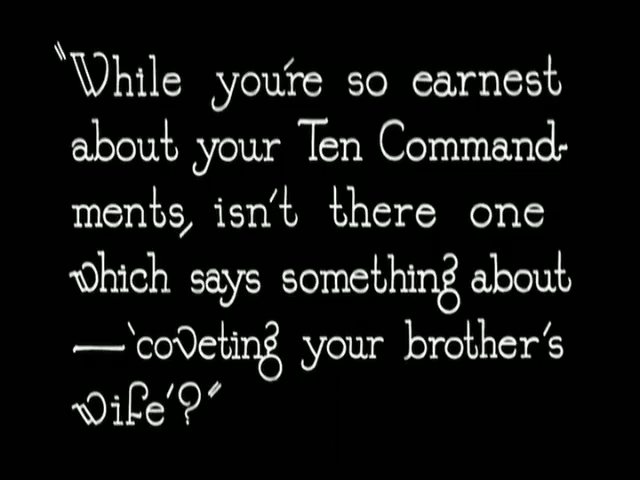 "While you're so earnest
about your Ten Command-
ments, isn't there one
which says something about
—'coveting your brother's
wife'?"